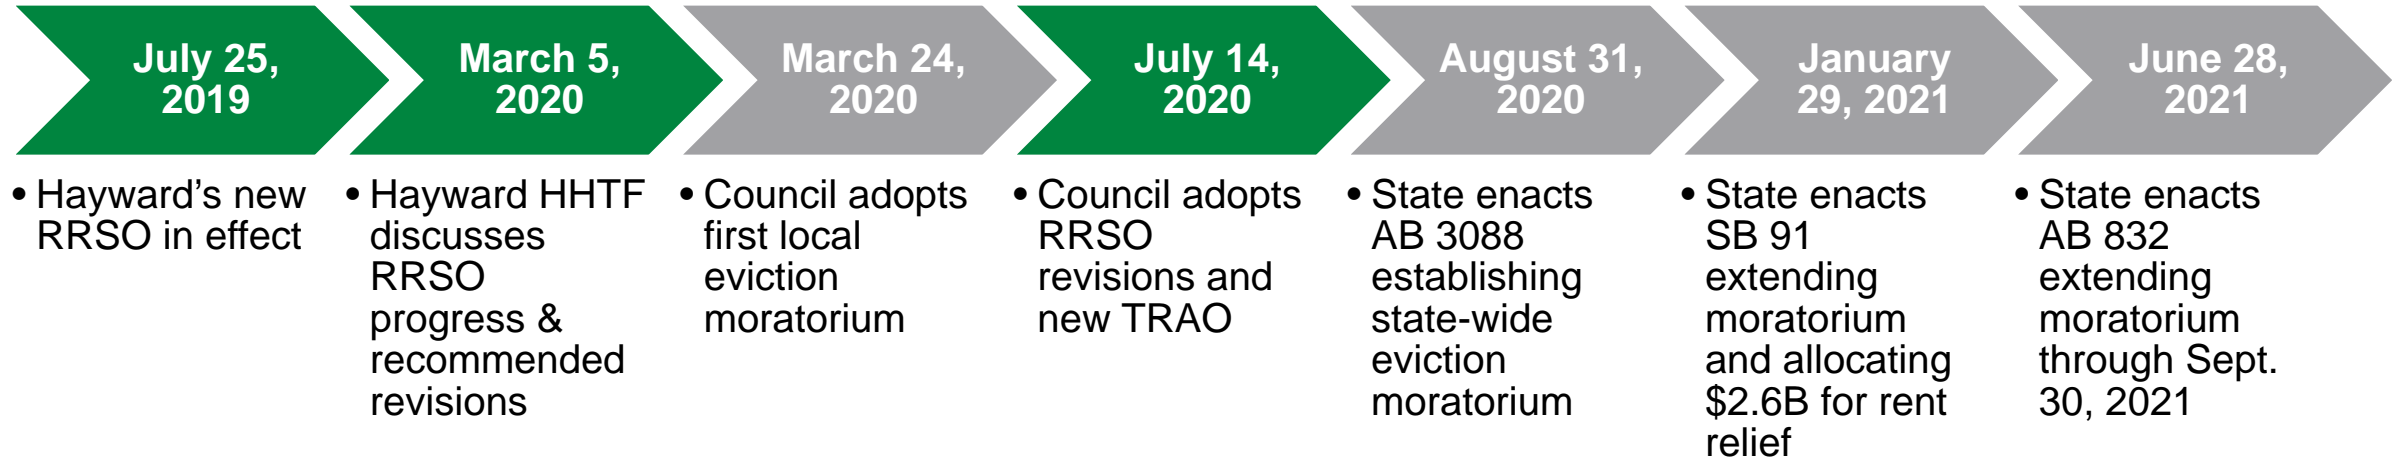 July 25,
2019
March 5,
2020
March 24,
2020
July 14,
2020
August 31,
2020
January
29, 2021
June 28,
2021
• Hayward’s new
RRSO in effect
• Hayward HHTF
discusses
RRSO
progress &
recommended
revisions
• Council adopts
first local
eviction
moratorium
• Council adopts
RRSO
revisions and
new TRAO
• State enacts
AB 3088
establishing
state-wide
eviction
moratorium
• State enacts
SB 91
extending
moratorium
and allocating
$2.6B for rent
relief
• State enacts
AB 832
extending
moratorium
through Sept.
30, 2021